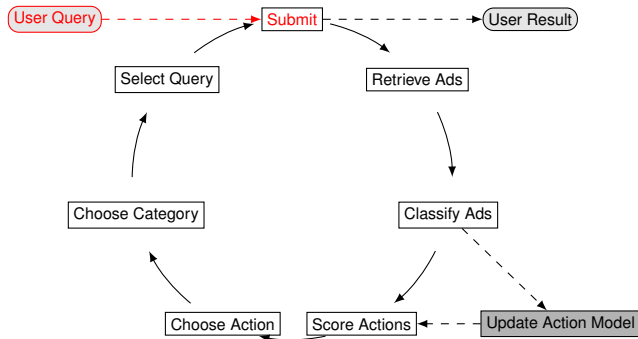 User Query
Submit
User Result
Select Query
Retrieve Ads
Choose Category
Classify Ads
Choose Action
Score Actions
Update Action Model